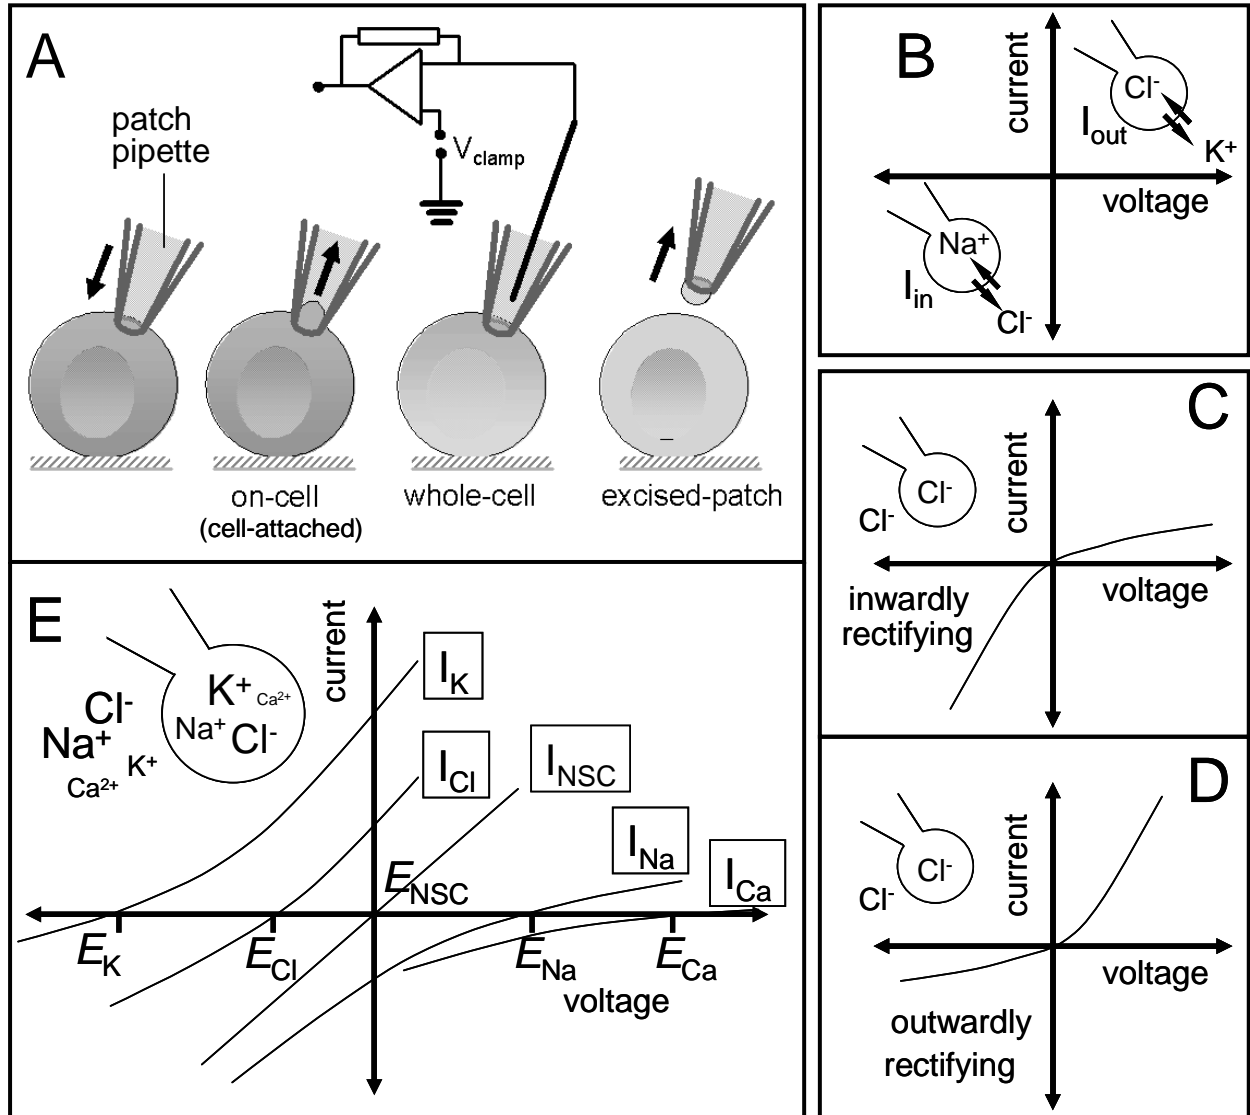 A
patch
pipette
V clamp
on-cell
(cell-attached)
whole-cell
excised-patch
B
current
Cl-
I out
K+
voltage
Na+
I in
Cl-
C
current
Cl-
Cl-
voltage
inwardly
rectifying
D
current
Cl-
Cl-
voltage
outwardly
rectifying
E
current
K+ Ca2+
Na+ Cl-
Cl-
Na+
K+
Ca2+
I K
I Cl
I NSC
I Na
I Ca
E NSC
E K
E Cl
E Na
E Ca
voltage